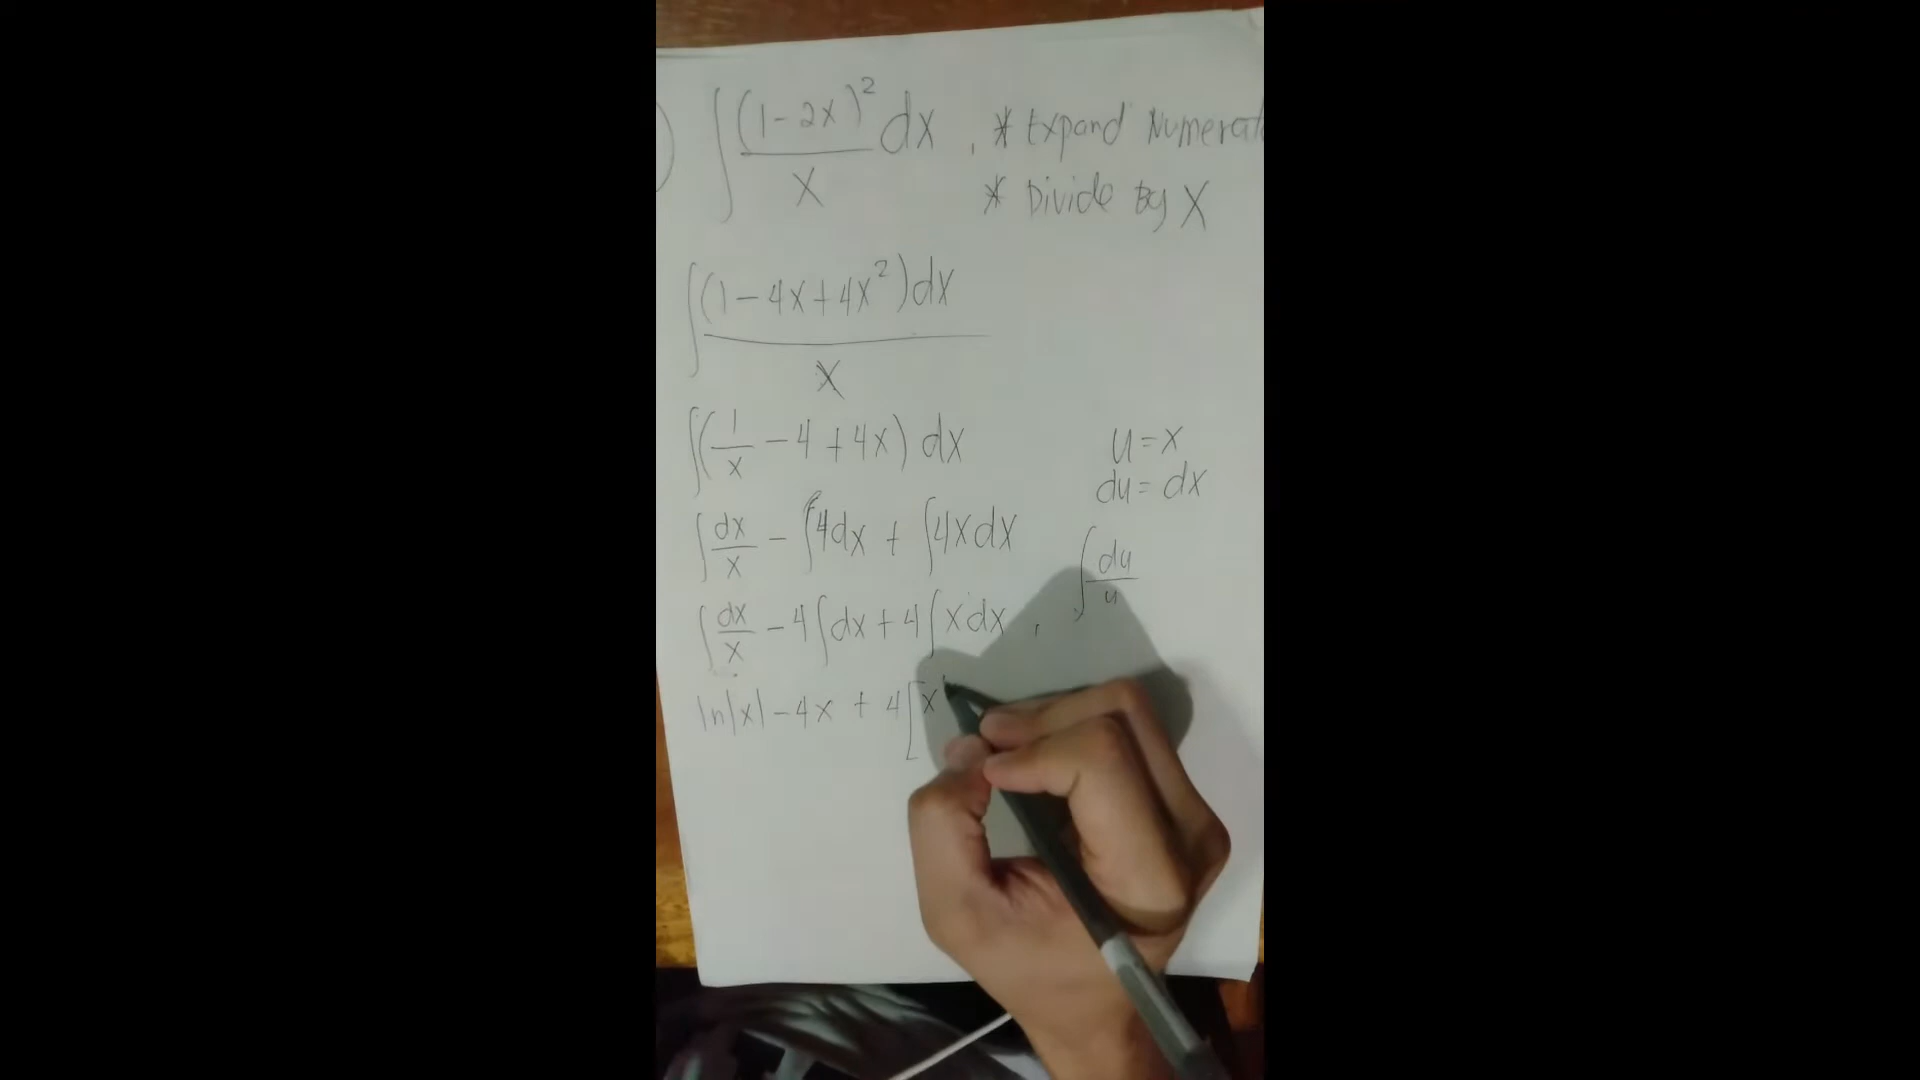 ∫ (1-2x)² / x dx , * Expand
* Divide By X
∫ (1-4x+4x²)dx / x
∫ (1/x - 4 + 4x) dx
u = x
du = dx
∫ dx/x - ∫4dx + ∫4xdx
∫ du/u
∫ dx/x - 4∫dx + 4∫xdx ,
ln|x| - 4x + 4[x